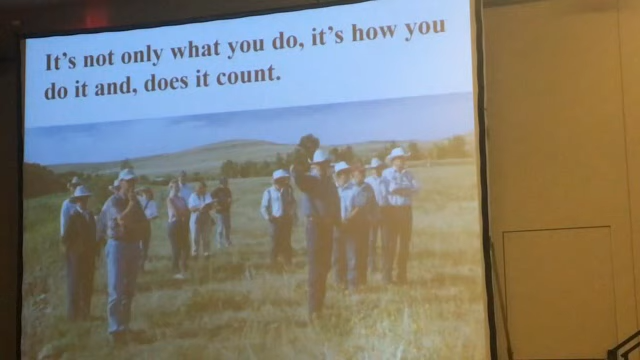 It's not only what you do, it's how you
do it and, does it count.